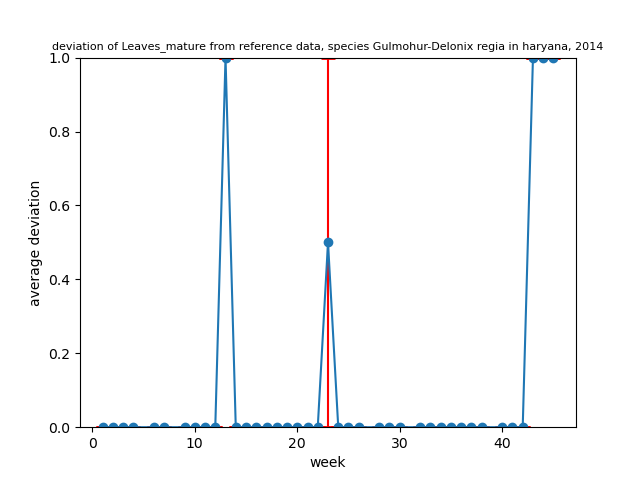 deviation of Leaves_mature from reference data, species Gulmohur-Delonix regia in haryana, 2014
1.0
0.8
0.6
0.4
0.2
0.0
average deviation
0 10 20 30 40
week